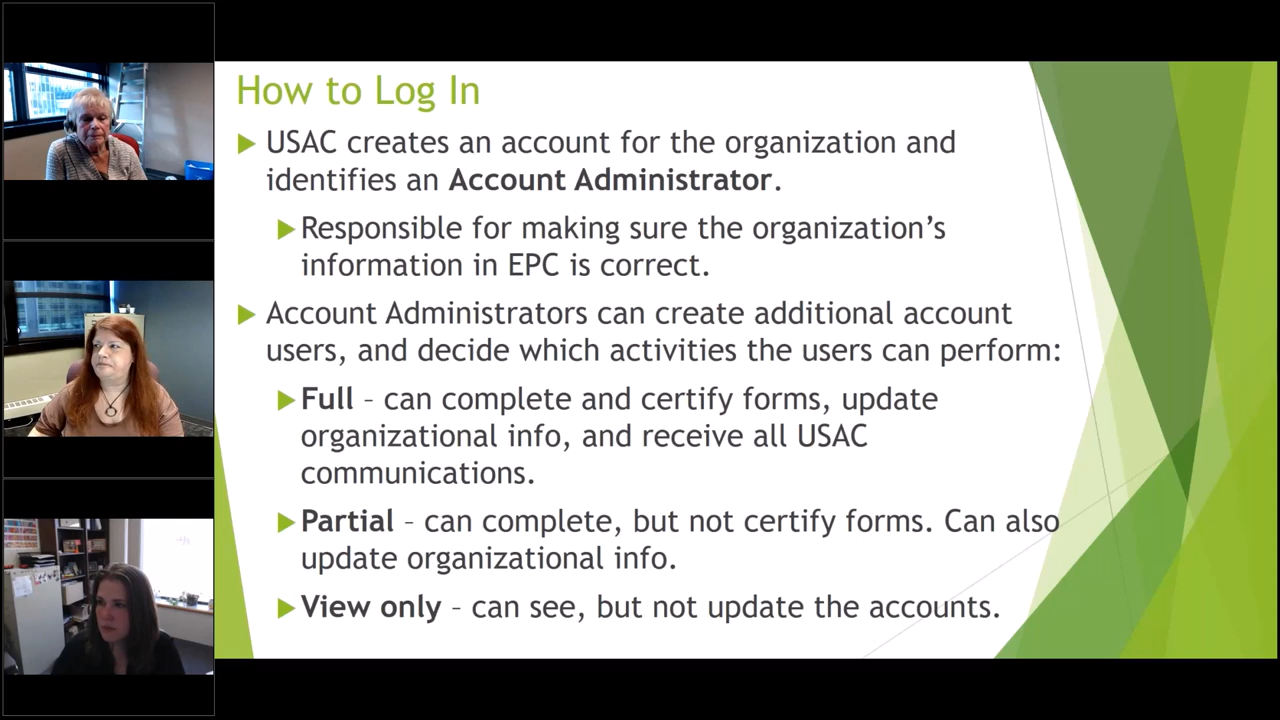 How to Log In
USAC creates an account for the organization and
identifies an Account Administrator.
Responsible for making sure the organization’s
information in EPC is correct.
Account Administrators can create additional account
users, and decide which activities the users can perform:
Full – can complete and certify forms, update
organizational info, and receive all USAC
communications.
Partial – can complete, but not certify forms. Can also
update organizational info.
View only – can see, but not update the accounts.